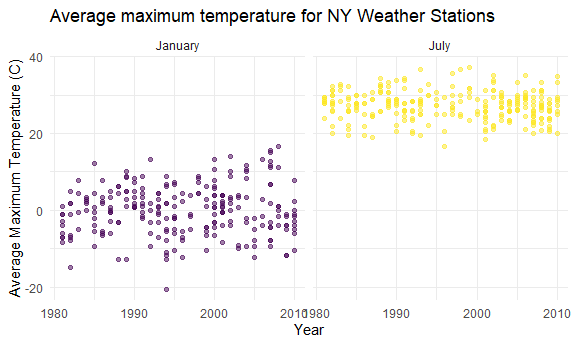 Average maximum temperature for NY Weather Stations
January
July
Average Maximum Temperature (C)
40
20
0
-20
1980
1990
2000
2010
1980
1990
2000
2010
Year